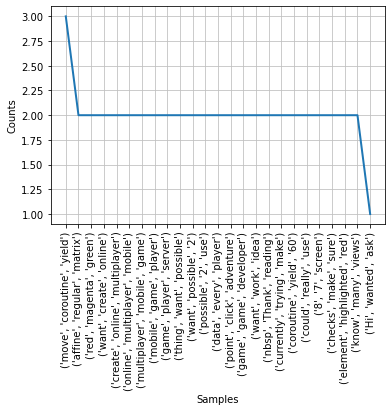 3.00
2.75
2.50
2.25
2.00
1.75
1.50
1.25
1.00
Counts
('move', 'coroutine', 'yield')
('affine', 'regular', 'matrix')
('red', 'magenta', 'green')
('want', 'create', 'online')
('create', 'online', 'multiplayer')
('online', 'multiplayer', 'mobile')
('multiplayer', 'mobile', 'game')
('mobile', 'game', 'player')
('game', 'player', 'server')
('thing', 'want', 'possible')
('want', 'possible', '2')
('possible', '2', 'use')
('data', 'every', 'player')
('point', 'click', 'adventure')
('game', 'game', 'developer')
('want', 'work', 'idea')
('nbsp', 'Thank', 'reading')
('currently', 'trying', 'make')
('coroutine', 'yield', '60')
('could', 'really', 'use')
('8', '7', 'screen')
('checks', 'make', 'sure')
('element', 'highlighted', 'red')
('know', 'many', 'views')
('Hi', 'wanted', 'ask')
Samples